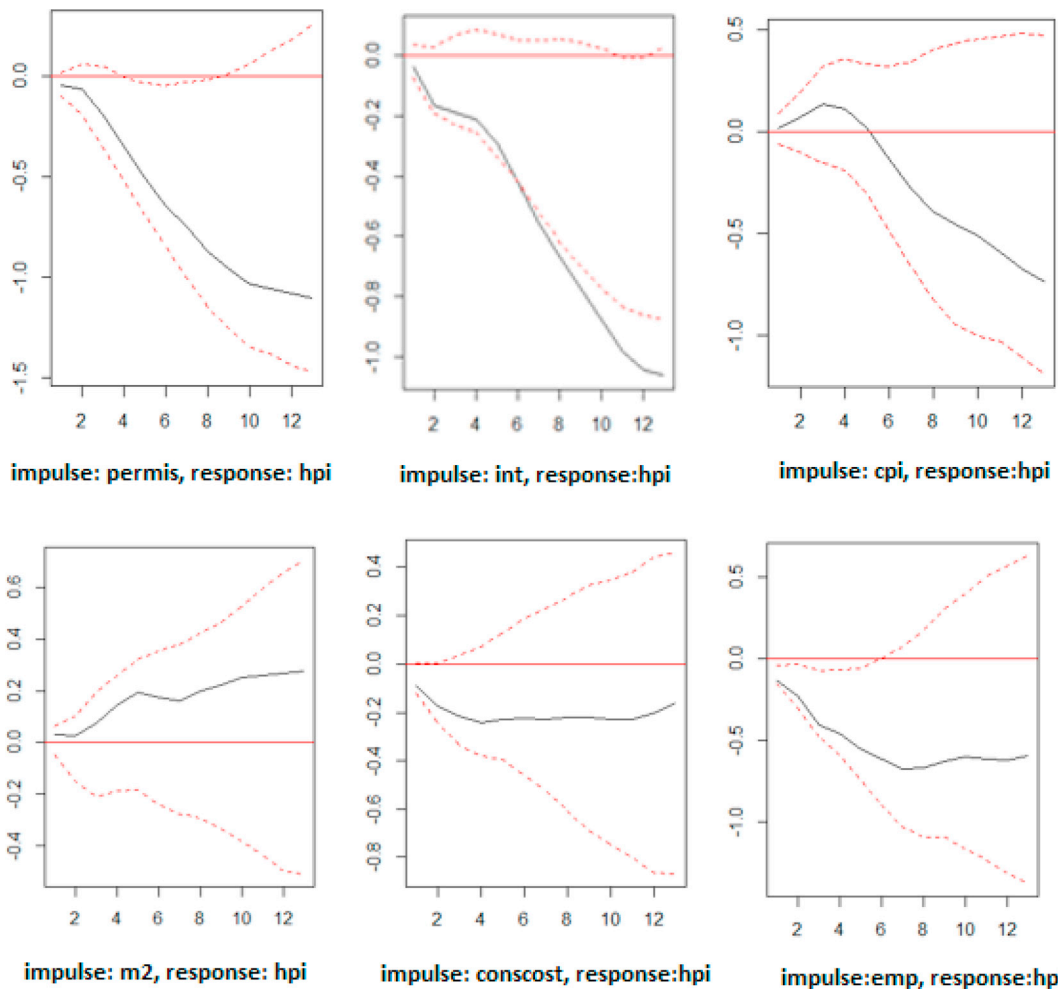 0.0
-0.5
-1.0
-1.5
2 4 6 8 10 12
impulse: permis, response: hpi
0.0
-0.2
-0.4
-0.6
-0.8
-1.0
2 4 6 8 10 12
impulse: int, response:hpi
0.5
0.0
-0.5
-1.0
2 4 6 8 10 12
impulse: cpi, response:hpi
0.6
0.4
0.2
0.0
-0.2
-0.4
2 4 6 8 10 12
impulse: m2, response: hpi
0.4
0.2
0.0
-0.2
-0.4
-0.6
-0.8
2 4 6 8 10 12
impulse: conscost, response:hpi
0.5
0.0
-0.5
-1.0
2 4 6 8 10 12
impulse:emp, response:hp